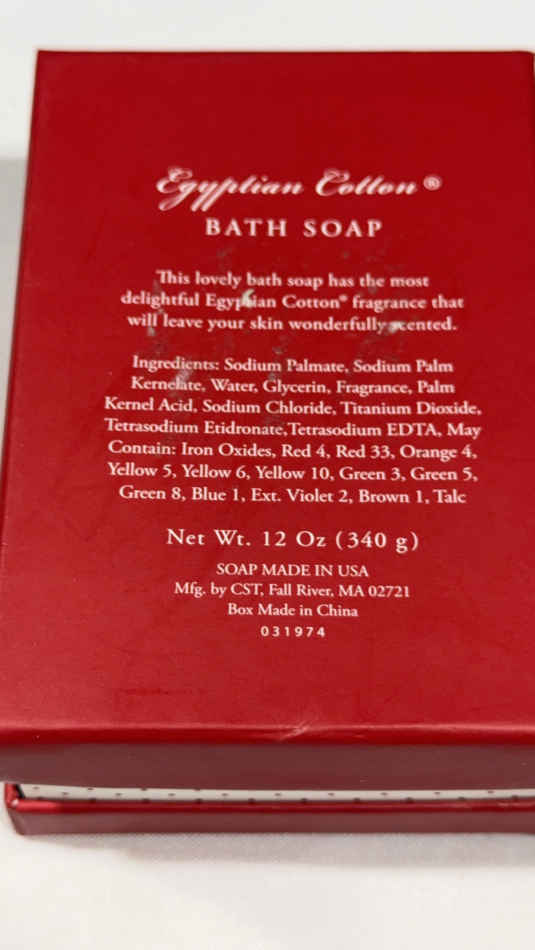 Egyptian Cotton®
BATH SOAP
This lovely bath soap has the most
delightful Egyptian Cotton® fragrance that
will leave your skin wonderfully scented.
Ingredients: Sodium Palmate, Sodium Palm
Kernelate, Water, Glycerin, Fragrance, Palm
Kernel Acid, Sodium Chloride, Titanium Dioxide,
Tetrasodium Etidronate,Tetrasodium EDTA, May
Contain: Iron Oxides, Red 4, Red 33, Orange 4,
Yellow 5, Yellow 6, Yellow 10, Green 3, Green 5,
Green 8, Blue 1, Ext. Violet 2, Brown 1, Talc
Net Wt. 12 Oz (340 g)
SOAP MADE IN USA
Mfg. by CST, Fall River, MA 02721
Box Made in China
031974